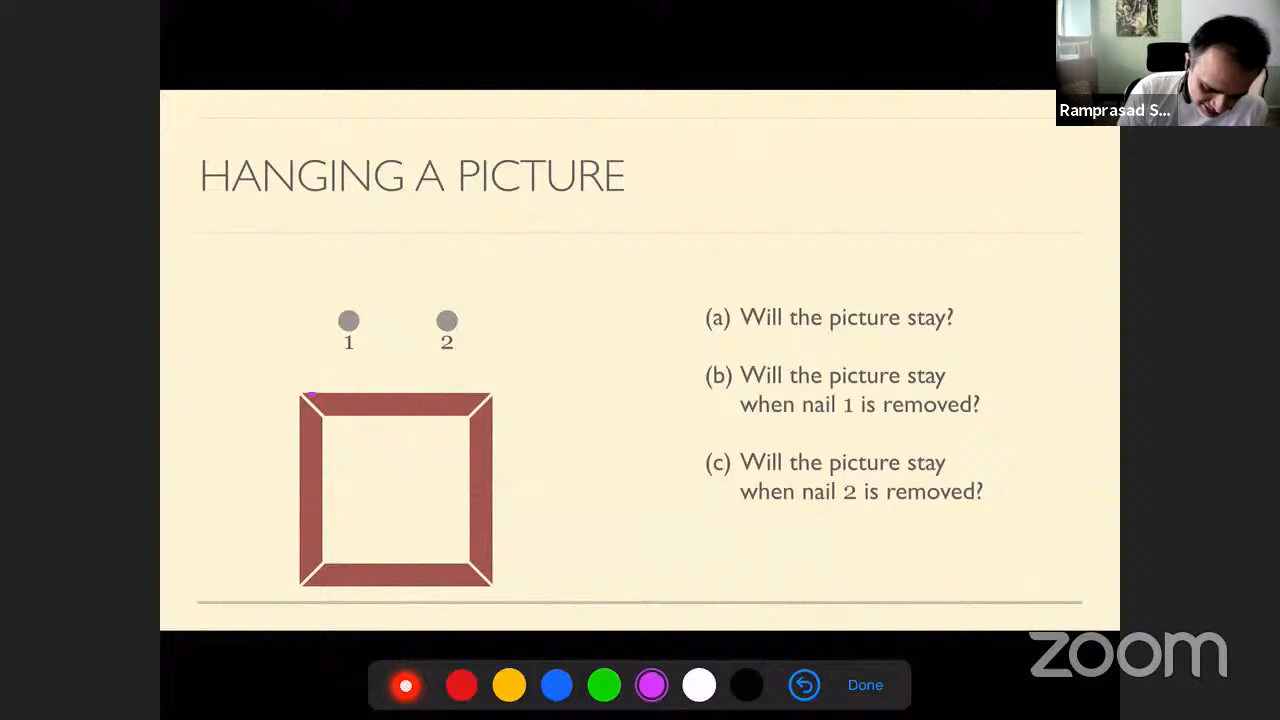 Ramprasad S...
HANGING A PICTURE
1 2
(a) Will the picture stay?
(b) Will the picture stay
when nail 1 is removed?
(c) Will the picture stay
when nail 2 is removed?
zoom
Done